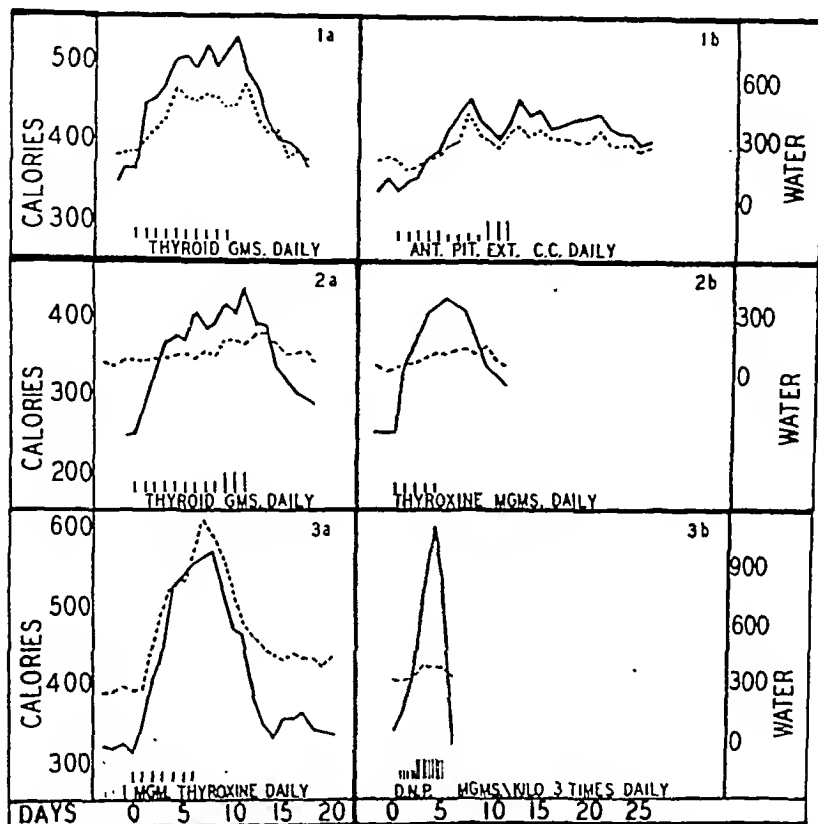 1a
1b
500
400
300
CALORIES
600
300
0
WATER
THYROID GMS. DAILY
ANT. PIT. EXT. C.C. DAILY
2a
2b
400
300
200
CALORIES
300
0
WATER
THYROID GMS. DAILY
THYROXINE MGMS. DAILY
3a
3b
600
500
400
300
CALORIES
900
600
300
0
WATER
1 MGM. THYROXINE DAILY
D.N.P. MGMS\KILO 3 TIMES DAILY
DAYS 0 5 10 15 20 0 5 10 15 20 25